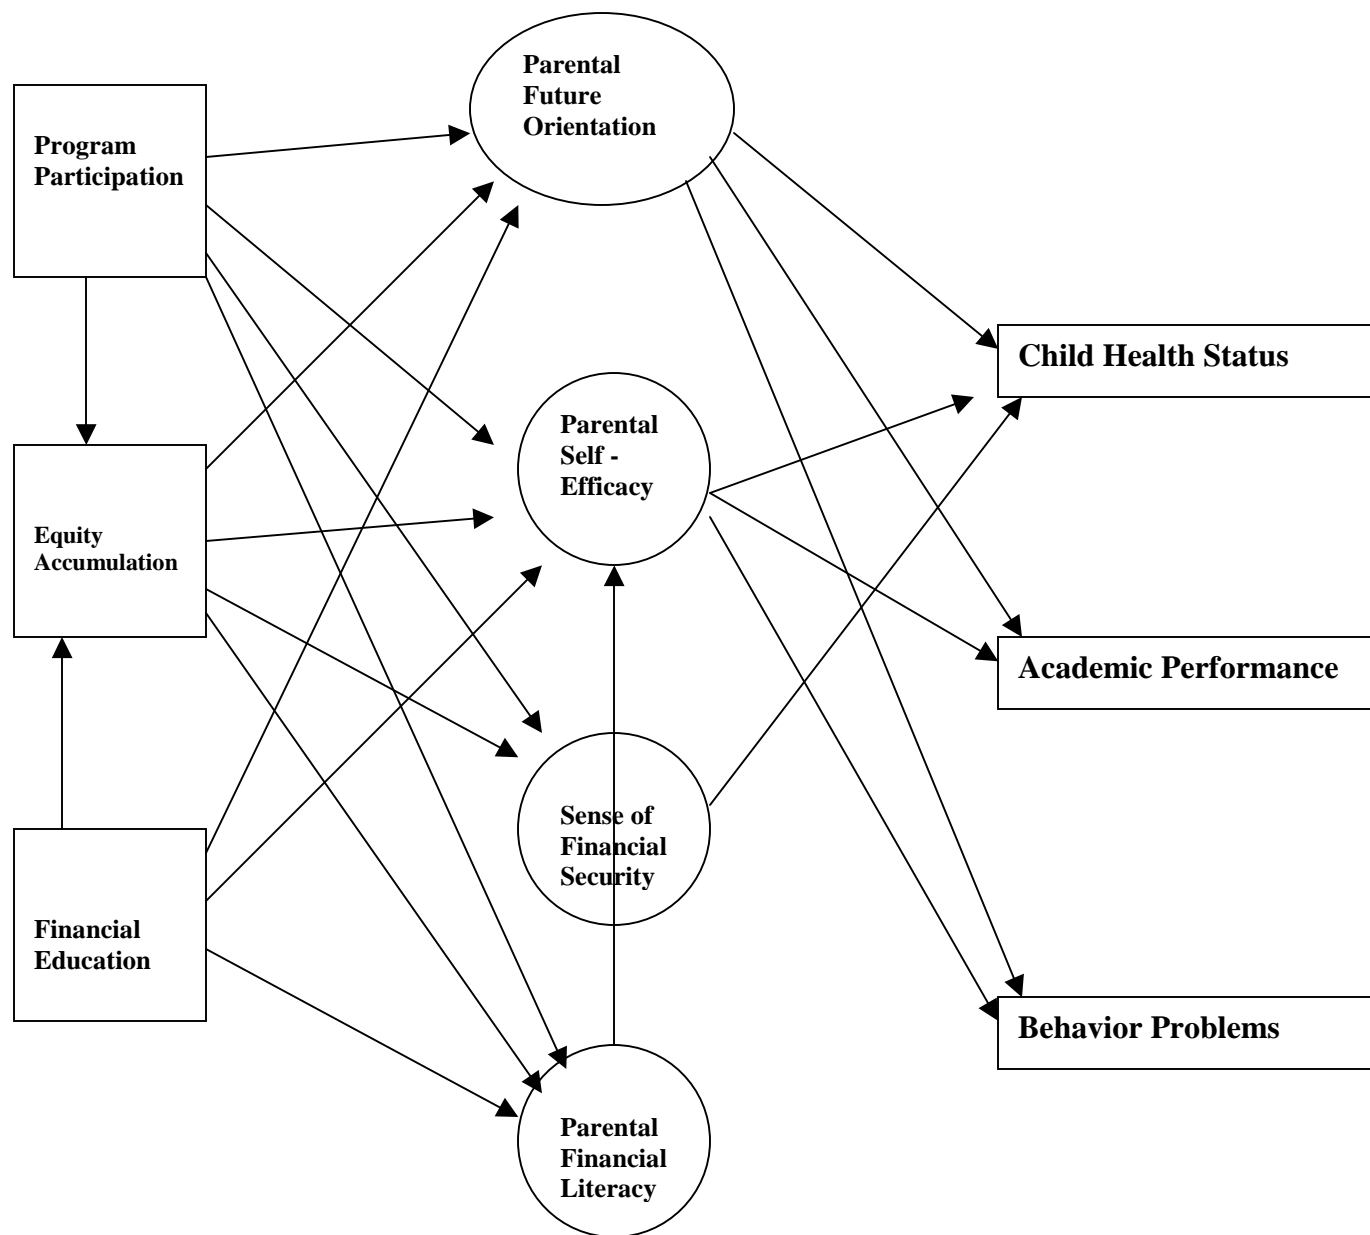 Program
Participation
Equity
Accumulation
Financial
Education
Parental
Future
Orientation
Parental
Self -
Efficacy
Sense of
Financial
Security
Parental
Financial
Literacy
Child Health Status
Academic Performance
Behavior Problems